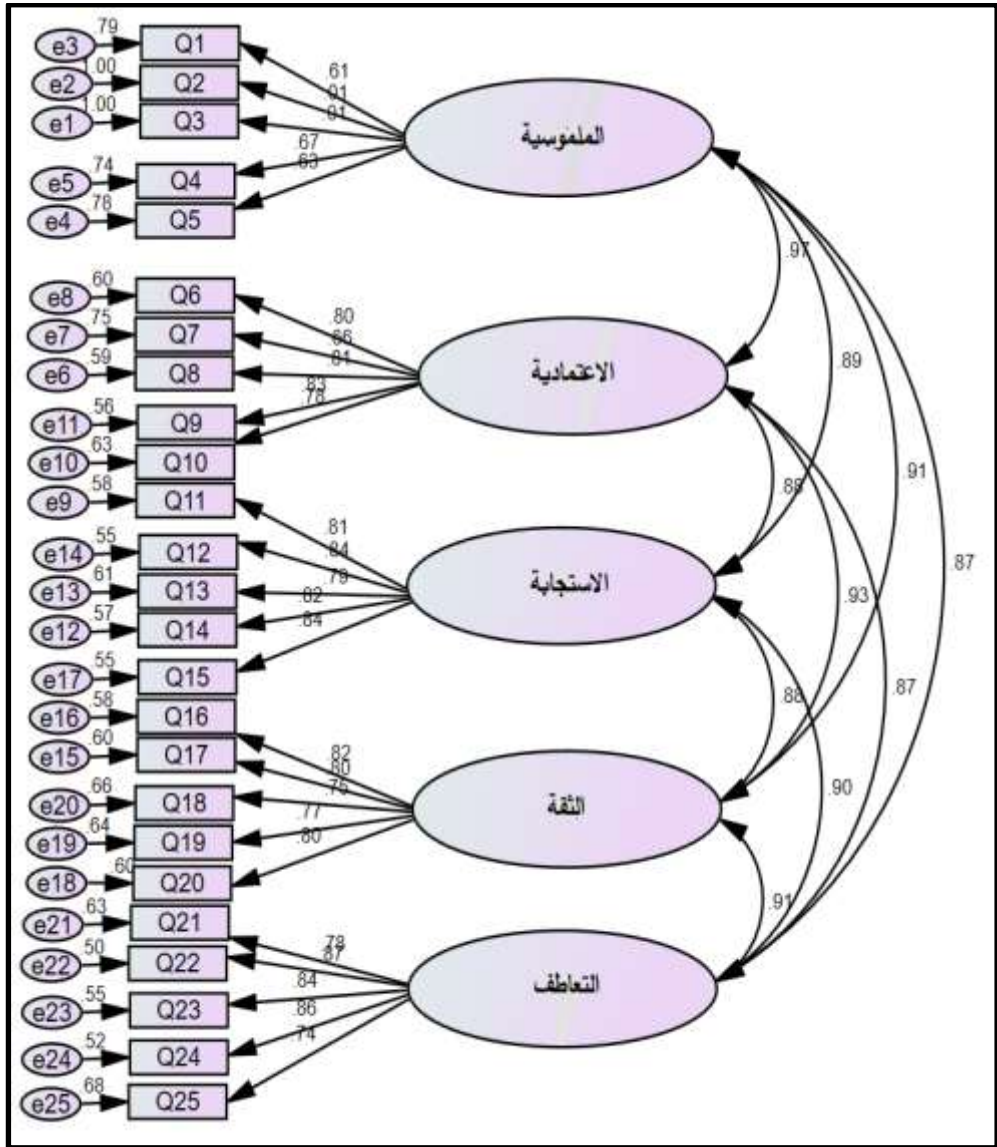 .79
e3
Q1
.61
1.00
e2
Q2
.91
1.00
e1
Q3
.01
.67
.74
e5
Q4
.63
.78
e4
Q5
الملموسية
.97
.60
e8
Q6
.80
.75
e7
Q7
.66
.59
e6
Q8
.81
.83
.56
e11
Q9
.78
.63
e10
Q10
.58
e9
Q11
الاعتمادية
.89
.88
.91
.81
.55
e14
Q12
.84
.61
e13
Q13
.79
.57
e12
Q14
.82
.84
.55
e17
Q15
.58
e16
Q16
.60
e15
Q17
الاستجابة
.87
.93
.88
.87
.82
.80
.66
e20
Q18
.75
.64
e19
Q19
.77
.60
e18
Q20
.80
الثقة
.90
.63
e21
Q21
.91
.50
e22
Q22
.78
.87
.55
e23
Q23
.84
.52
e24
Q24
.86
.74
.68
e25
Q25
التعاطف